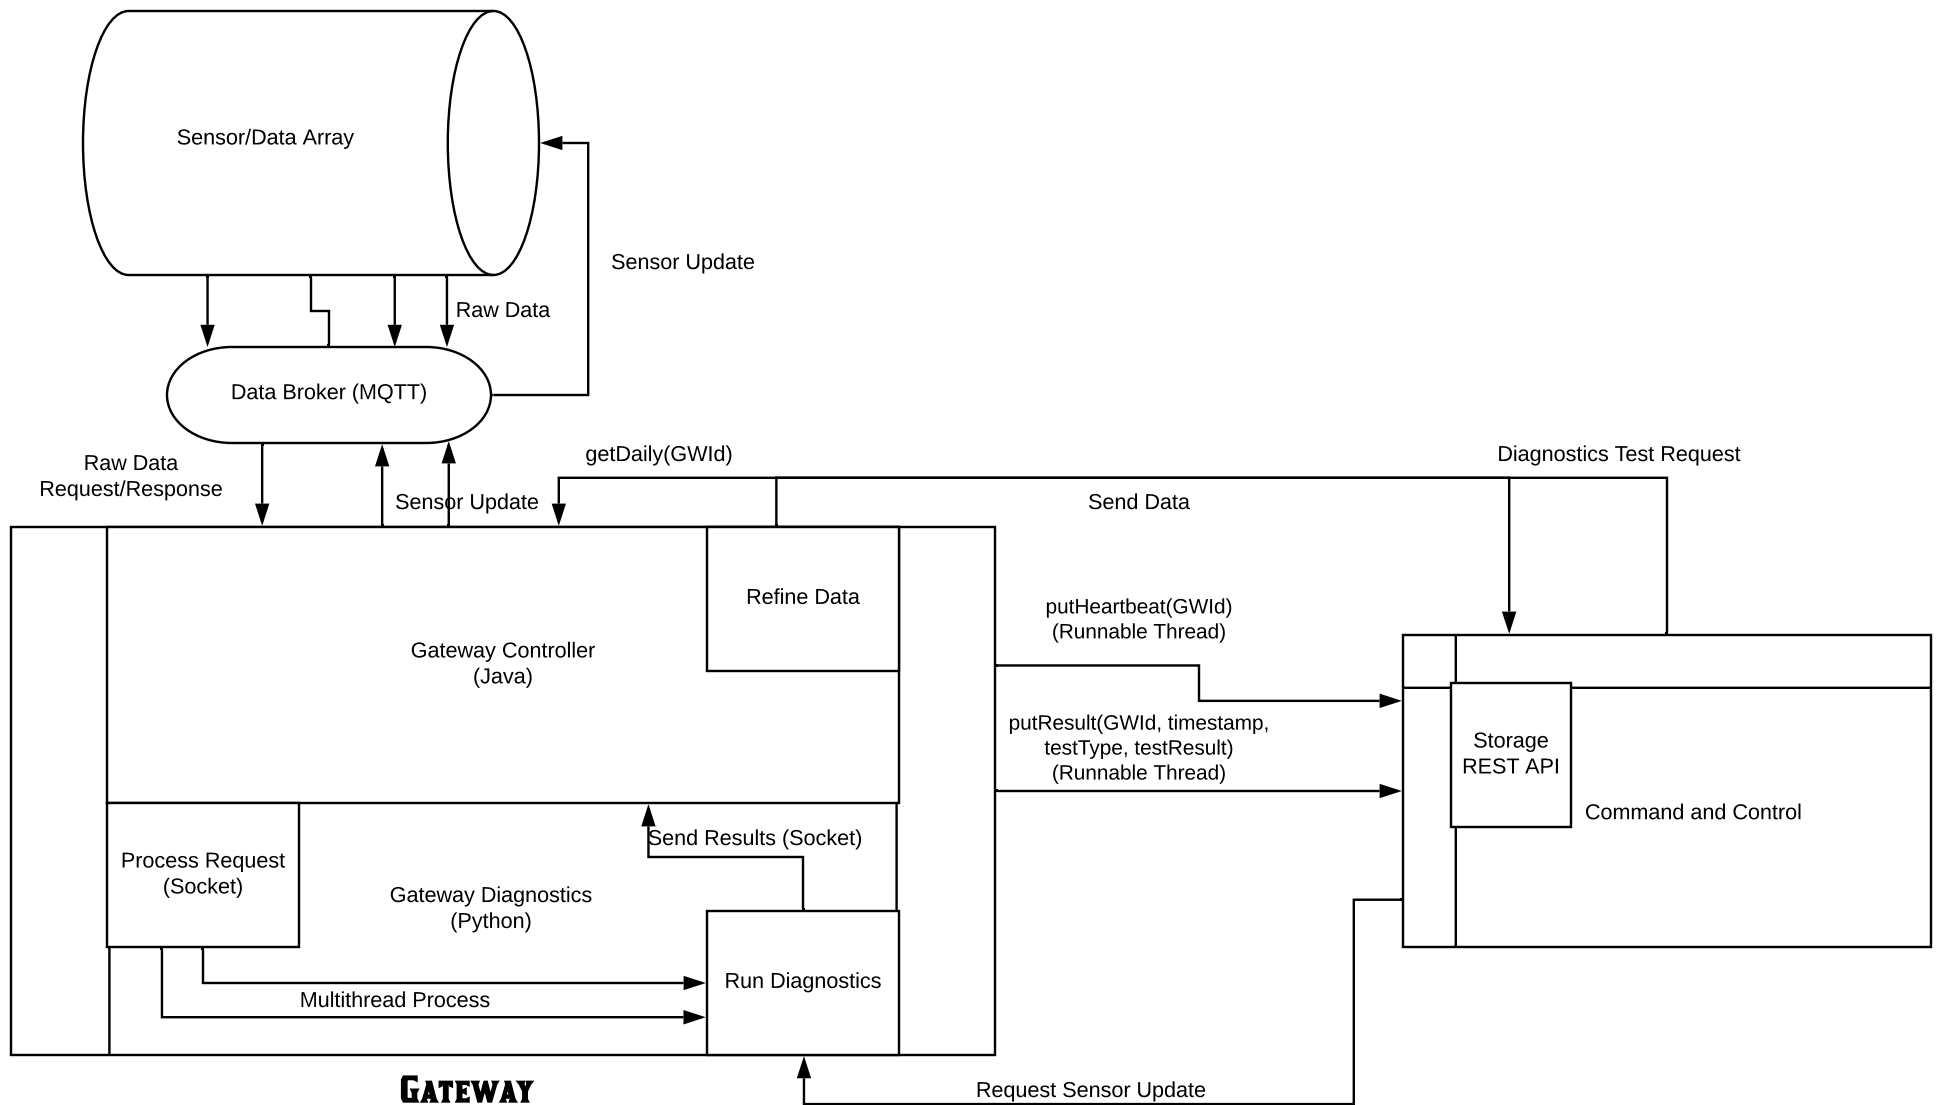 Sensor/Data Array
Sensor Update
Raw Data
Data Broker (MQTT)
Raw Data
Request/Response
Sensor Update
getDaily(GWId)
Diagnostics Test Request
Send Data
Refine Data
Gateway Controller
(Java)
putHeartbeat(GWId)
(Runnable Thread)
putResult(GWId, timestamp,
testType, testResult)
(Runnable Thread)
Storage
REST API
Command and Control
Send Results (Socket)
Process Request
(Socket)
Gateway Diagnostics
(Python)
Run Diagnostics
Multithread Process
Request Sensor Update
GATEWAY